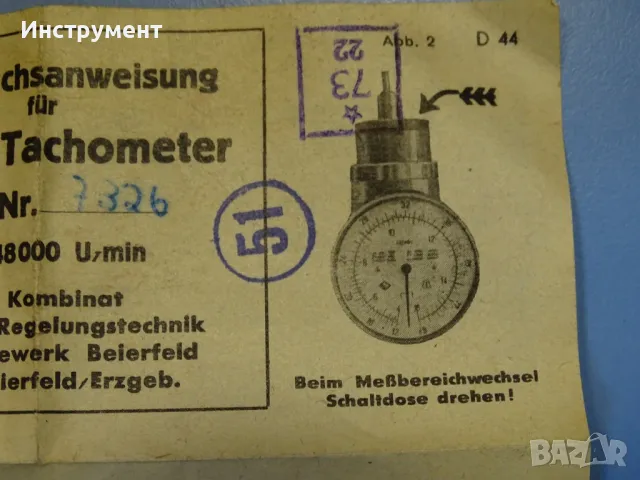 Инструмент
chsanweisung
für
Tachometer
Nr. 7326
48000 U/min
Kombinat
Regelungstechnik
ewerk Beierfeld
ierfeld/Erzgeb.
51
73
22
Abb. 2 D 44
Beim Meßbereichwechsel
Schaltdose drehen!
BAZAR